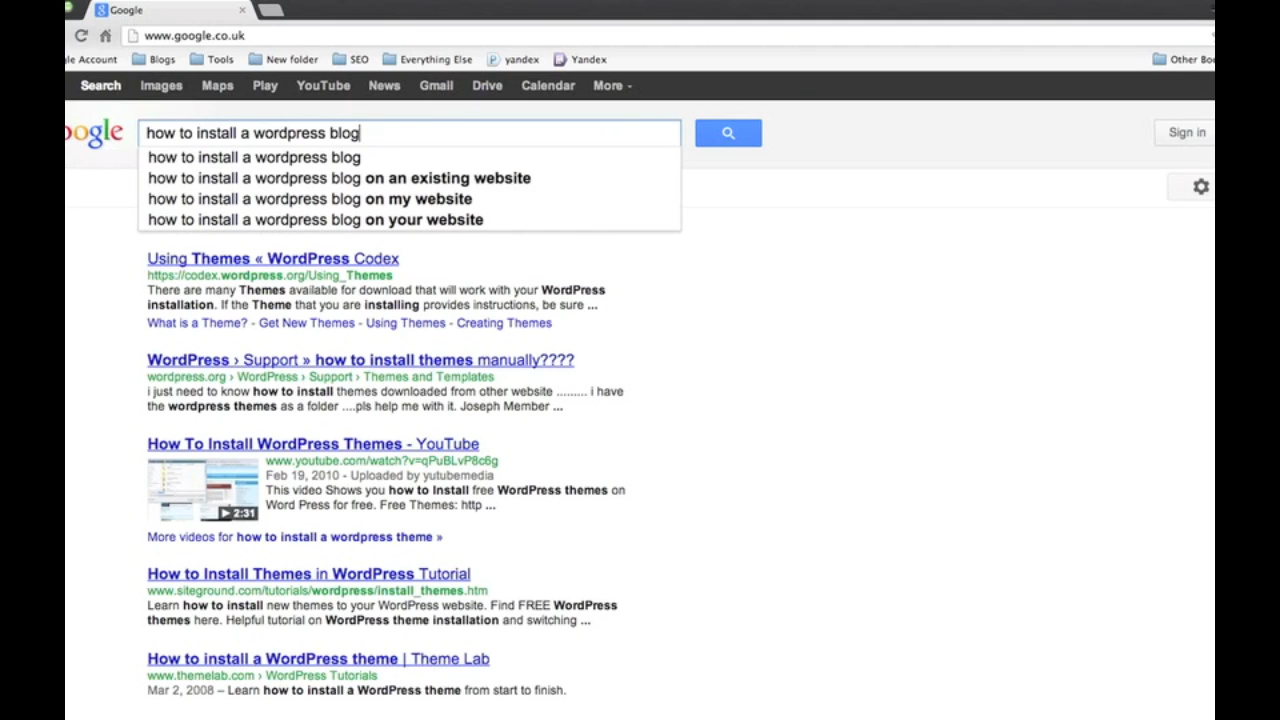 Google
www.google.co.uk
le Account Blogs Tools New folder SEO Everything Else yandex Yandex Other Boo
Search Images Maps Play YouTube News Gmail Drive Calendar More
oogle how to install a wordpress blog Sign in
how to install a wordpress blog
how to install a wordpress blog on an existing website
how to install a wordpress blog on my website
how to install a wordpress blog on your website
Using Themes « WordPress Codex
https://codex.wordpress.org/Using_Themes
There are many Themes available for download that will work with your WordPress
installation. If the Theme that you are installing provides instructions, be sure ...
What is a Theme? - Get New Themes - Using Themes - Creating Themes
WordPress › Support » how to install themes manually????
wordpress.org › WordPress › Support › Themes and Templates
i just need to know how to install themes downloaded from other website ......... i have
the wordpress themes as a folder ....pls help me with it. Joseph Member ...
How To Install WordPress Themes - YouTube
www.youtube.com/watch?v=qPuBLvP8c6g
Feb 19, 2010 - Uploaded by yutubemedia
This video Shows you how to Install free WordPress themes on
Word Press for free. Free Themes: http ...
2:31
More videos for how to install a wordpress theme »
How to Install Themes in WordPress Tutorial
www.siteground.com/tutorials/wordpress/install_themes.htm
Learn how to install new themes to your WordPress website. Find FREE WordPress
themes here. Helpful tutorial on WordPress theme installation and switching ...
How to install a WordPress theme | Theme Lab
www.themelab.com › WordPress Tutorials
Mar 2, 2008 – Learn how to install a WordPress theme from start to finish.